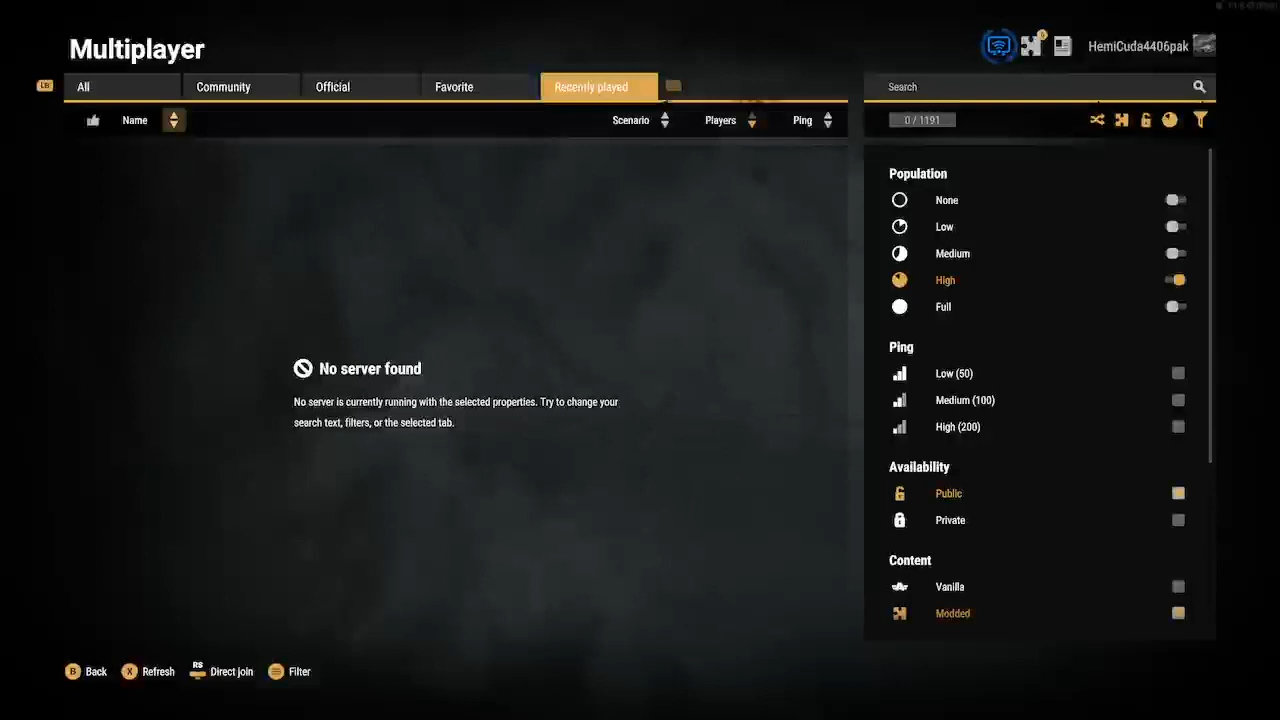 Multiplayer
HemiCuda4406pak
LB
All
Community
Official
Favorite
Recently played
Search
Name
Scenario
Players
Ping
0 / 1191
Population
None
Low
Medium
High
Full
Ping
Low (50)
Medium (100)
High (200)
Availability
Public
Private
Content
Vanilla
Modded
No server found
No server is currently running with the selected properties. Try to change your
search text, filters, or the selected tab.
B Back
X Refresh
RS Direct join
Filter